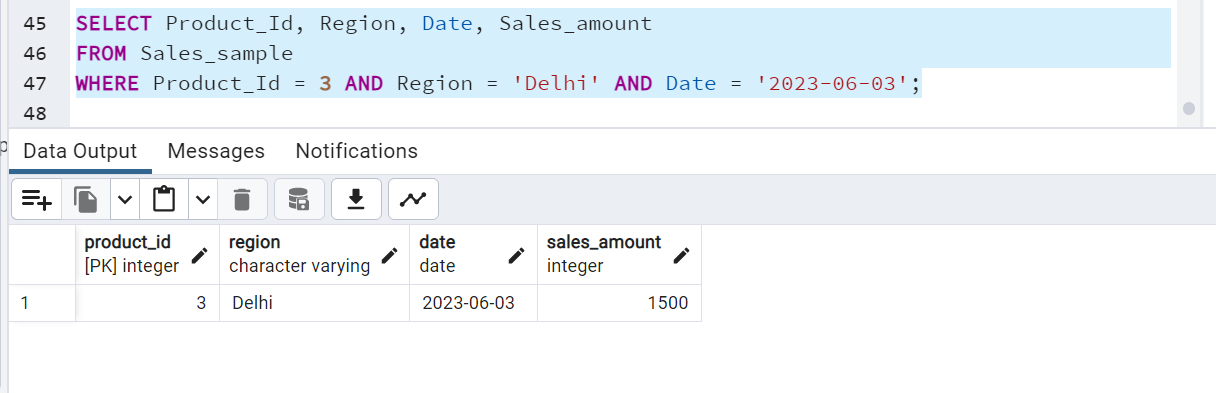 45 SELECT Product_Id, Region, Date, Sales_amount
46 FROM Sales_sample
47 WHERE Product_Id = 3 AND Region = 'Delhi' AND Date = '2023-06-03';
48
p
Data Output Messages Notifications
product_id region date sales_amount
[PK] integer character varying date integer
1 3 Delhi 2023-06-03 1500